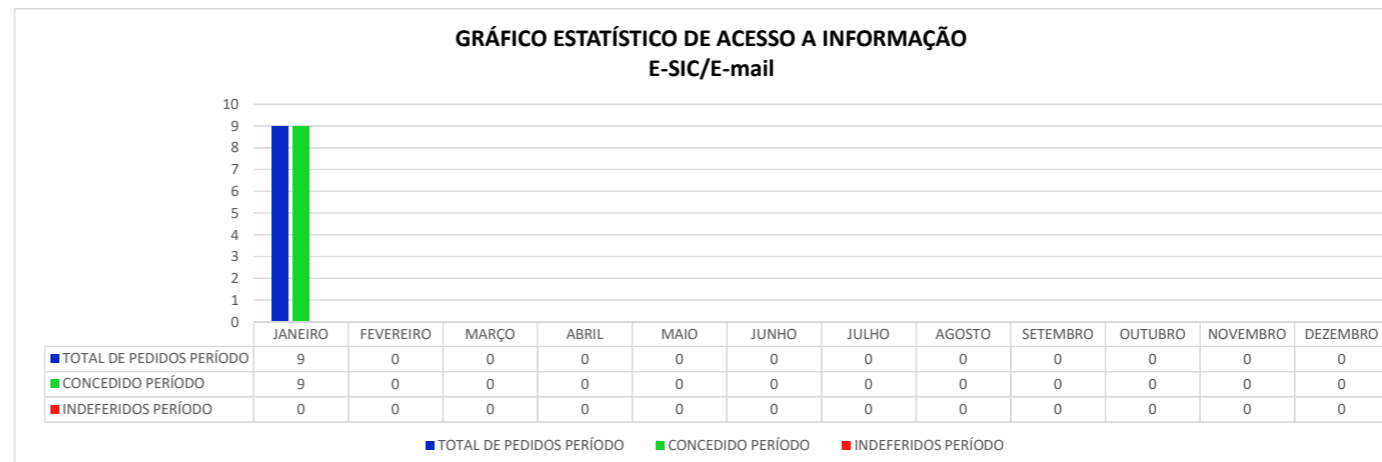 GRÁFICO ESTATÍSTICO DE ACESSO A INFORMAÇÃO
E-SIC/E-mail
10
9
8
7
6
5
4
3
2
1
0
JANEIRO FEVEREIRO MARÇO ABRIL MAIO JUNHO JULHO AGOSTO SETEMBRO OUTUBRO NOVEMBRO DEZEMBRO
TOTAL DE PEDIDOS PERÍODO 9 0 0 0 0 0 0 0 0 0 0 0
CONCEDIDO PERÍODO 9 0 0 0 0 0 0 0 0 0 0 0
INDEFERIDOS PERÍODO 0 0 0 0 0 0 0 0 0 0 0 0
TOTAL DE PEDIDOS PERÍODO CONCEDIDO PERÍODO INDEFERIDOS PERÍODO